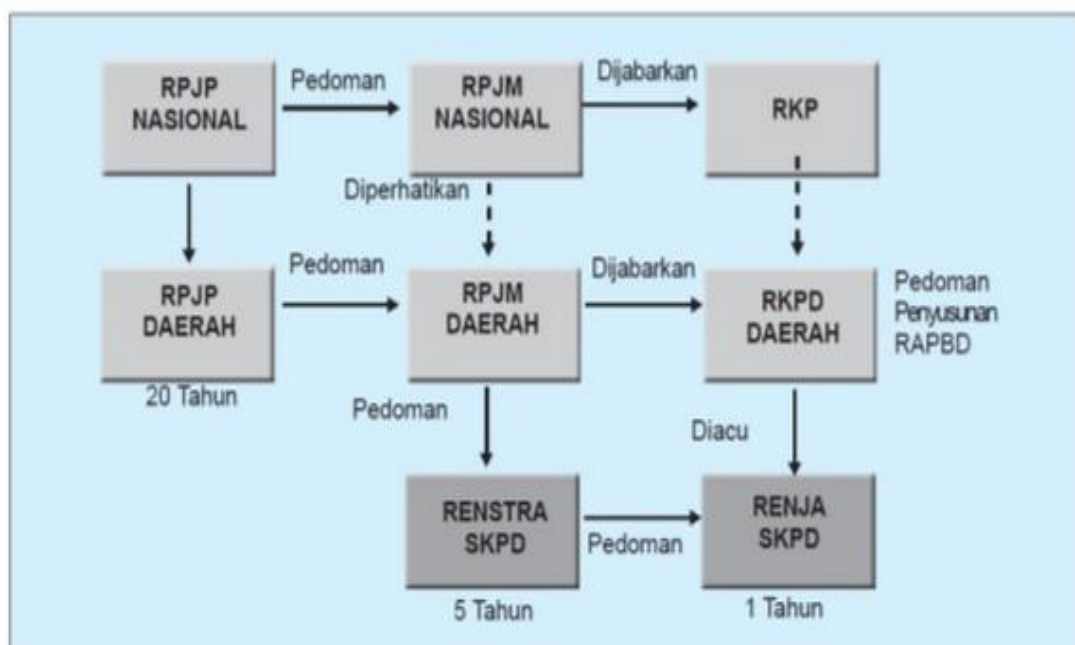 RPJP
NASIONAL
Pedoman
RPJM
NASIONAL
Dijabarkan
RKP
Diperhatikan
RPJP
DAERAH
Pedoman
RPJM
DAERAH
Dijabarkan
RKPD
DAERAH
Pedoman
Penyusunan
RAPBD
20 Tahun
Pedoman
Diacu
RENSTRA
SKPD
Pedoman
RENJA
SKPD
5 Tahun
1 Tahun